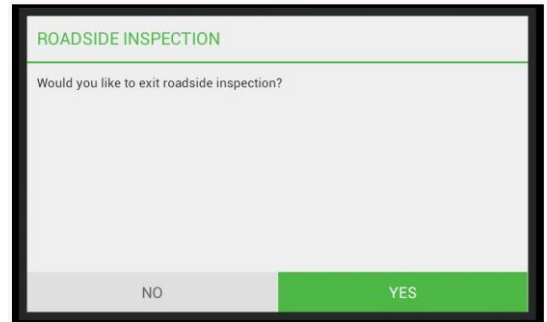 ROADSIDE INSPECTION
Would you like to exit roadside inspection?
NO
YES